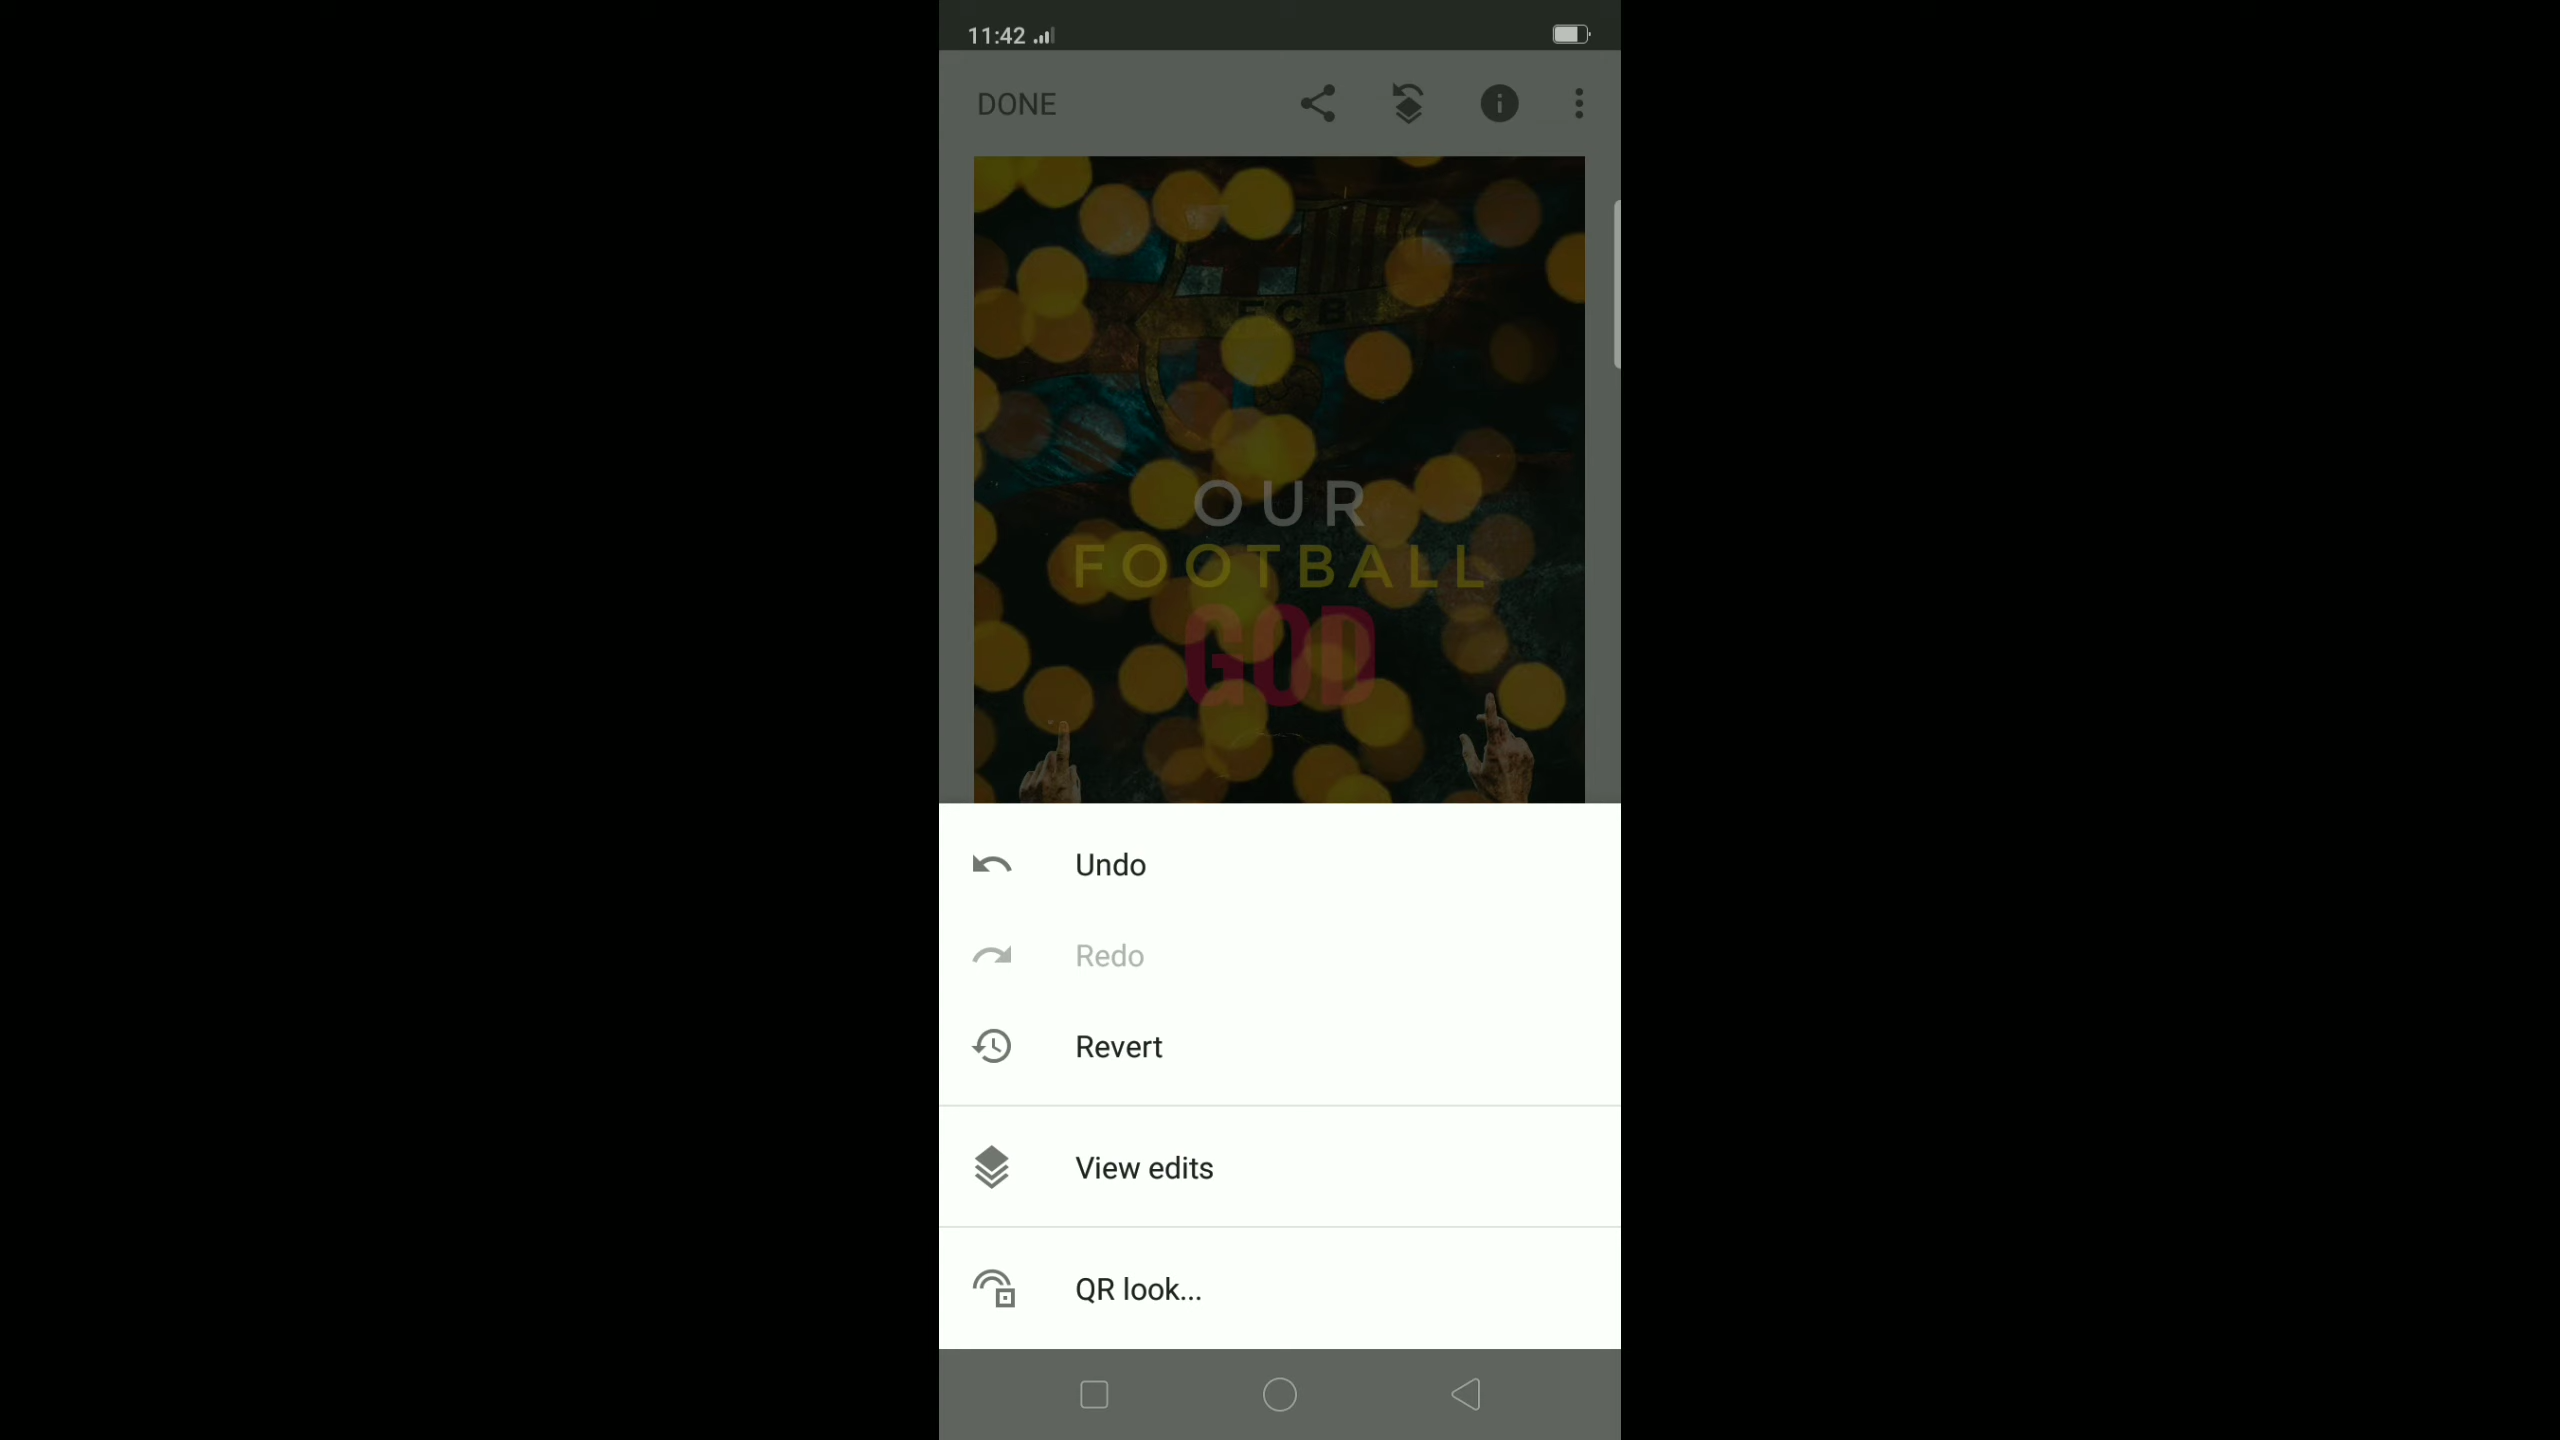 11:42
DONE
FCB
OUR
FOOTBALL
GOD
Undo
Redo
Revert
View edits
QR look...